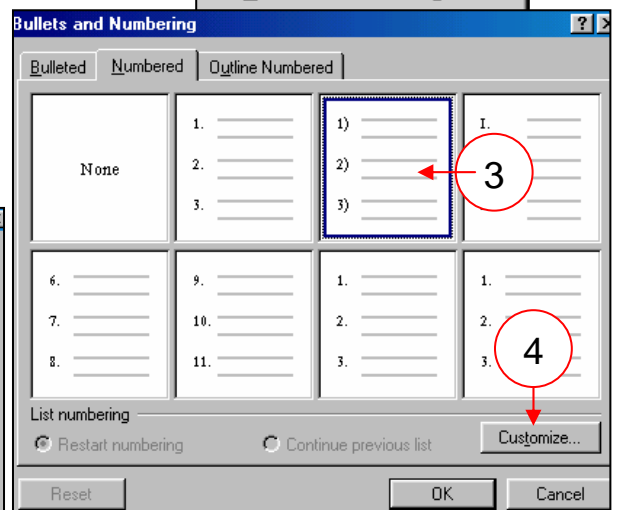 Bullets and Numbering
Bulleted Numbered Outline Numbered
None
1.
2.
3.
1)
2)
3)
3
I.
6.
7.
8.
9.
10.
11.
1.
2.
3.
1.
2.
3.
4
List numbering
Restart numbering Continue previous list Customize...
Reset OK Cancel